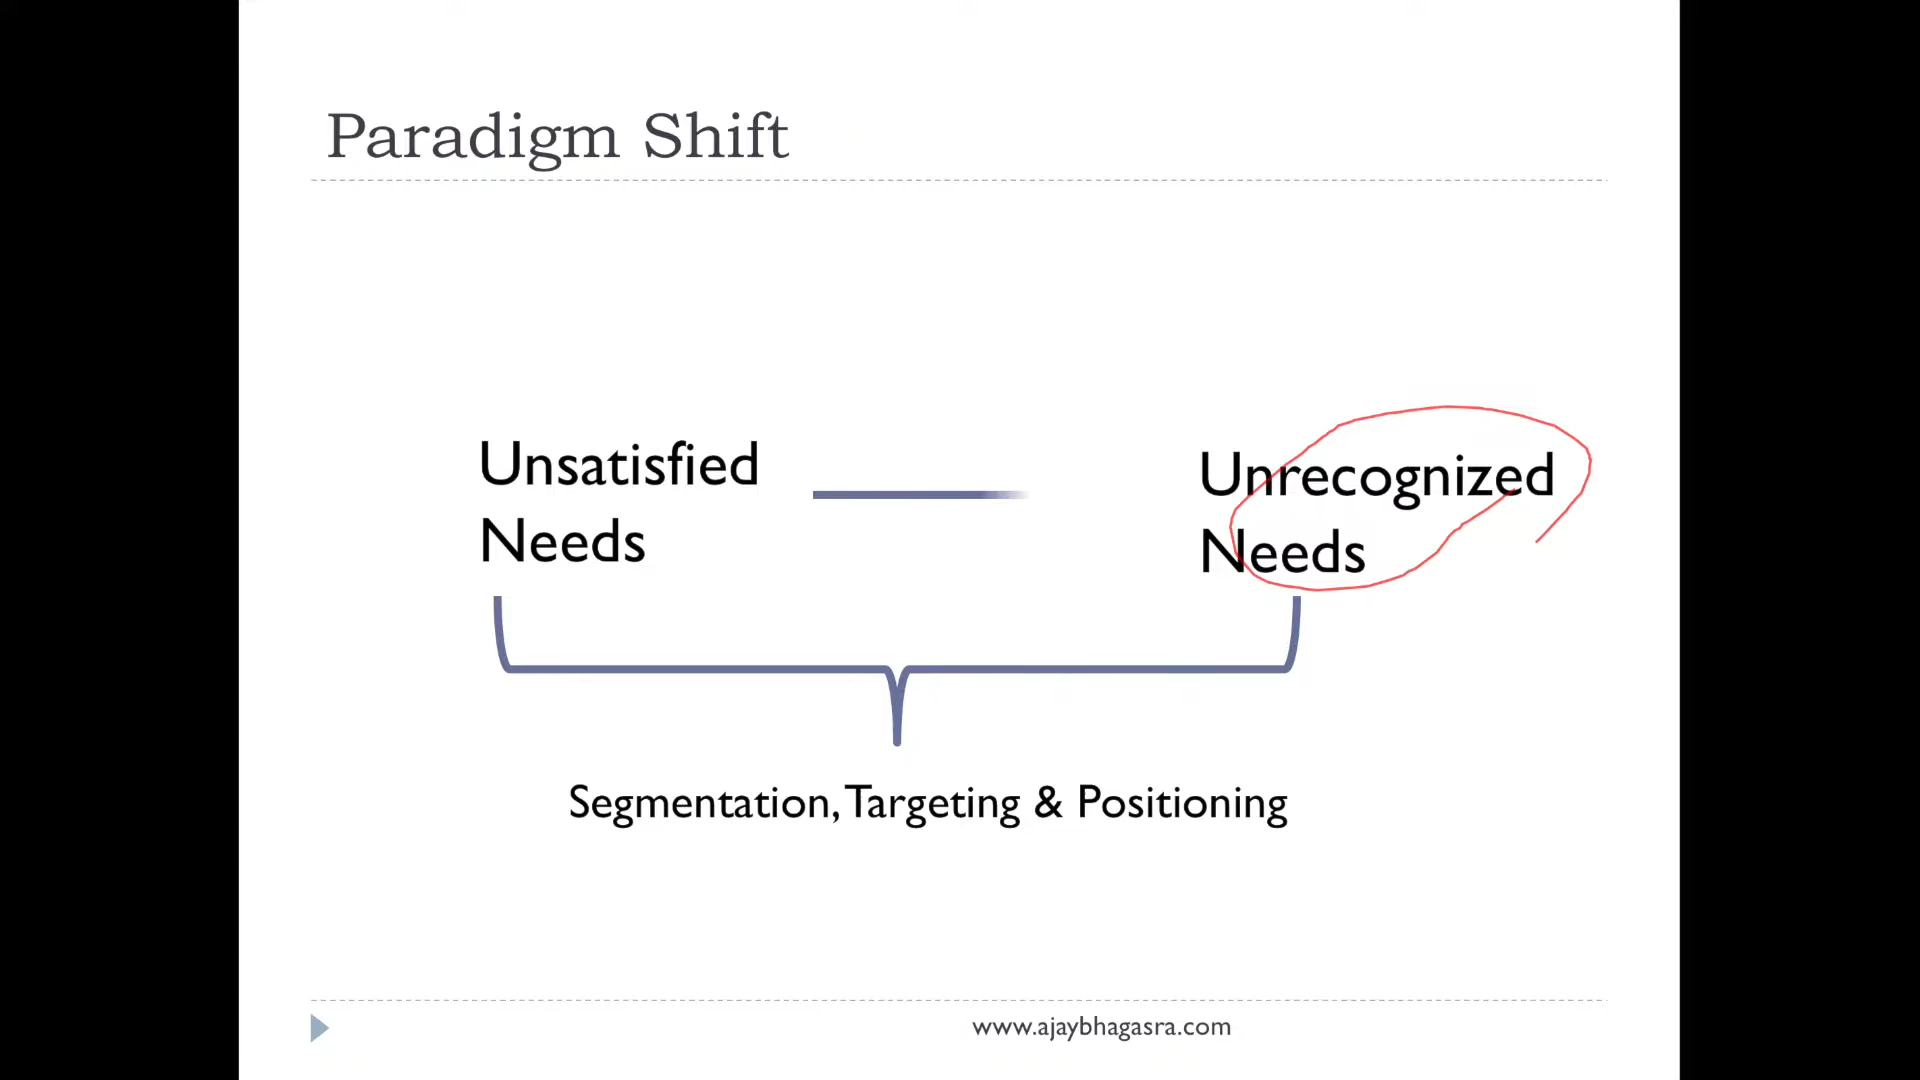 Paradigm Shift
Unsatisfied
Needs
Unrecognized
Needs
Segmentation, Targeting & Positioning
www.ajaybhagasra.com